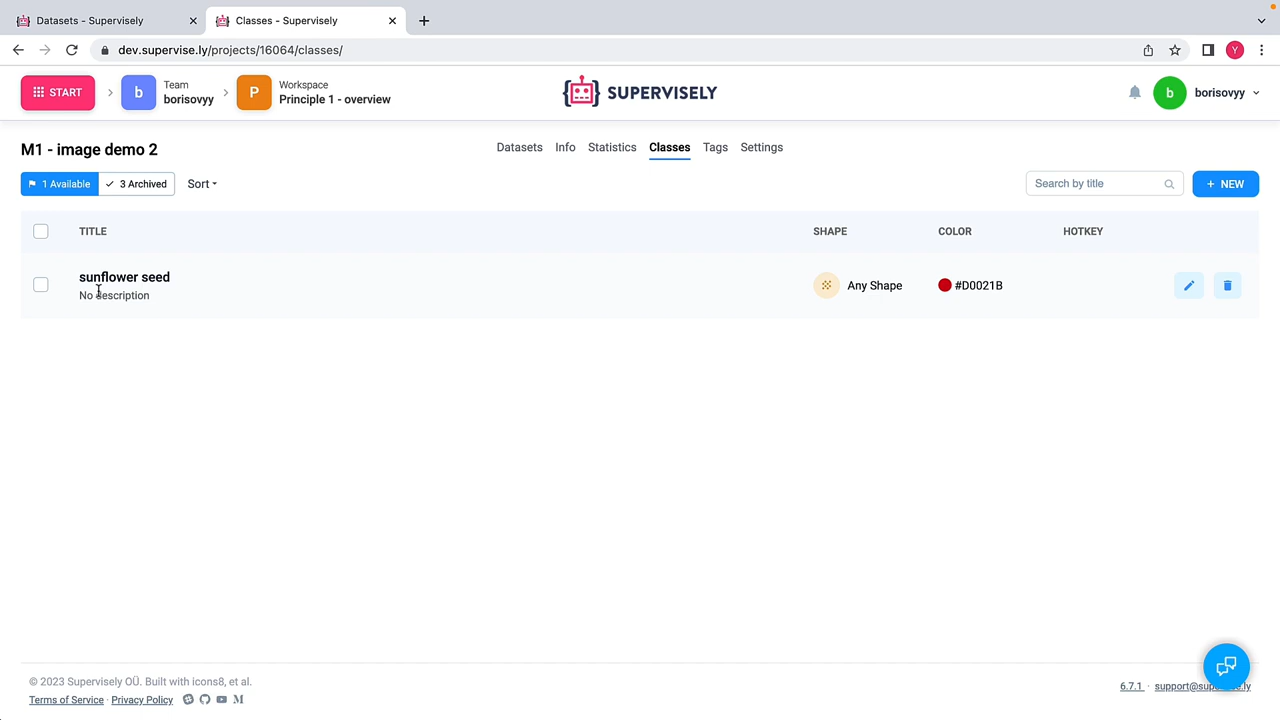 Datasets - Supervisely
Classes - Supervisely
dev.supervise.ly/projects/16064/classes/
Y
START
b
Team
borisovyy
P
Workspace
Principle 1 - overview
SUPERVISELY
b
borisovyy
M1 - image demo 2
Datasets
Info
Statistics
Classes
Tags
Settings
1 Available
3 Archived
Sort
Search by title
+ NEW
TITLE
SHAPE
COLOR
HOTKEY
sunflower seed
No description
Any Shape
#D0021B
© 2023 Supervisely OÜ. Built with icons8, et al.
Terms of Service · Privacy Policy
6.7.1 ·